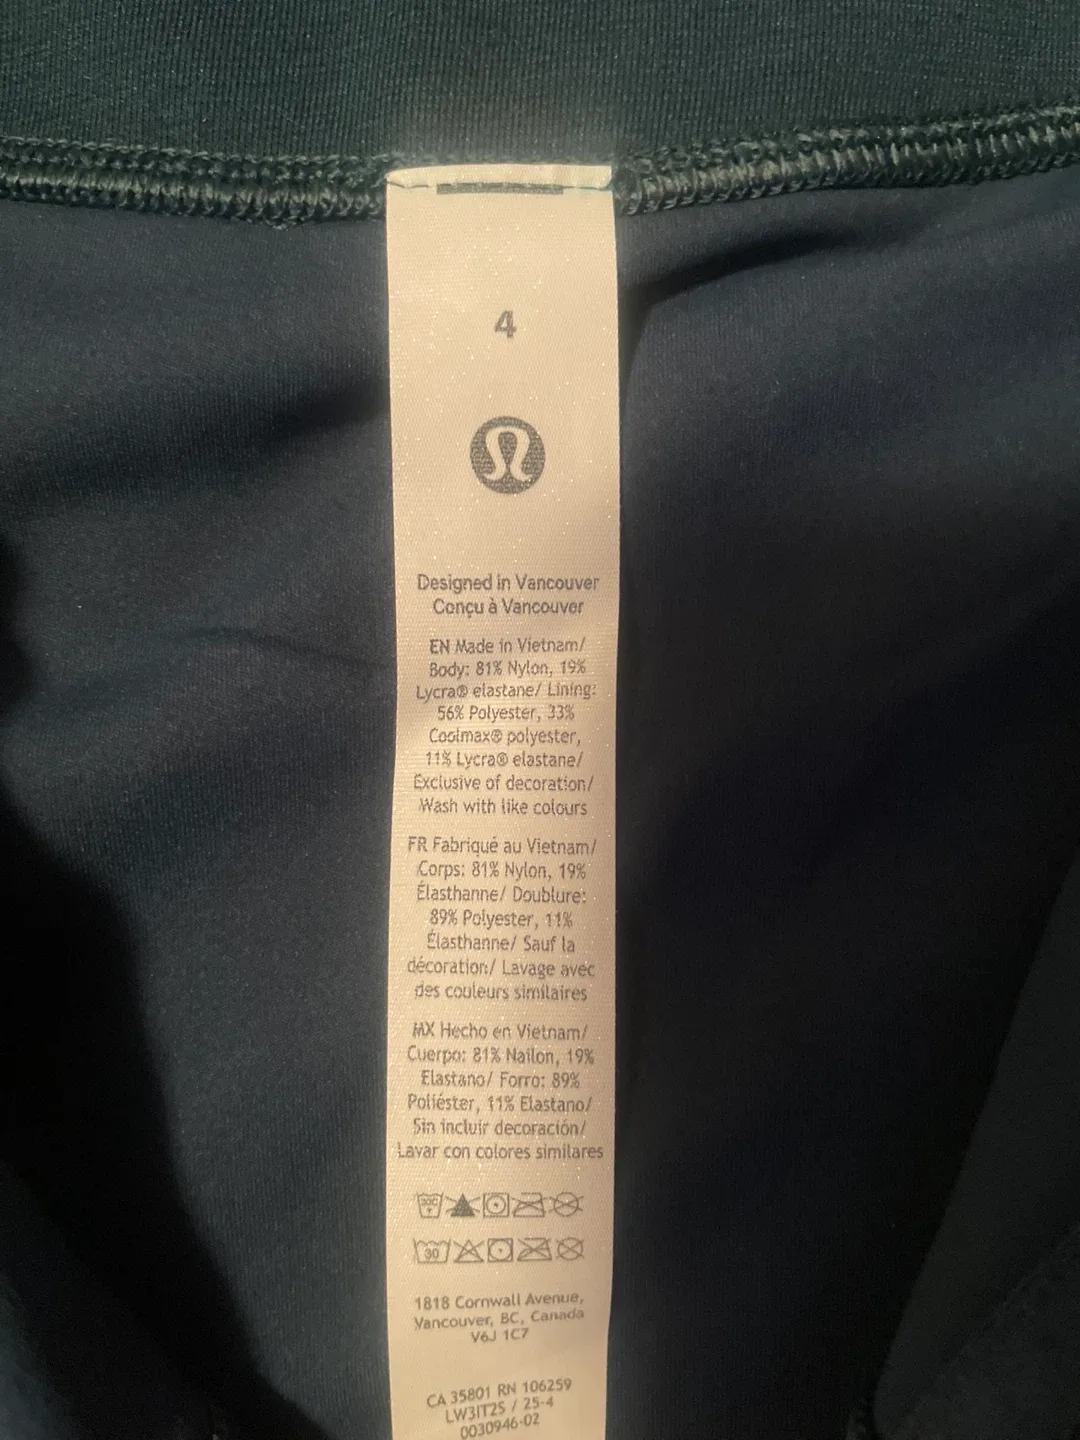 4
Designed in Vancouver
Conçu à Vancouver
EN Made in Vietnam/
Body: 81% Nylon, 19%
Lycra® elastane/ Lining:
56% Polyester, 33%
Coolmax® polyester,
11% Lycra® elastane/
Exclusive of decoration/
Wash with like colours
FR Fabriqué au Vietnam/
Corps: 81% Nylon, 19%
Élasthanne/ Doublure:
89% Polyester, 11%
Élasthanne/ Sauf la
décoration/ Lavage avec
des couleurs similaires
MX Hecho en Vietnam/
Cuerpo: 81% Nailon, 19%
Elastano/ Forro: 89%
Poliéster, 11% Elastano/
Sin incluir decoración/
Lavar con colores similares
30
1818 Cornwall Avenue,
Vancouver, BC, Canada
V6J 1C7
CA 35801 RN 106259
LW3IT2S / 25-4
0030946-02